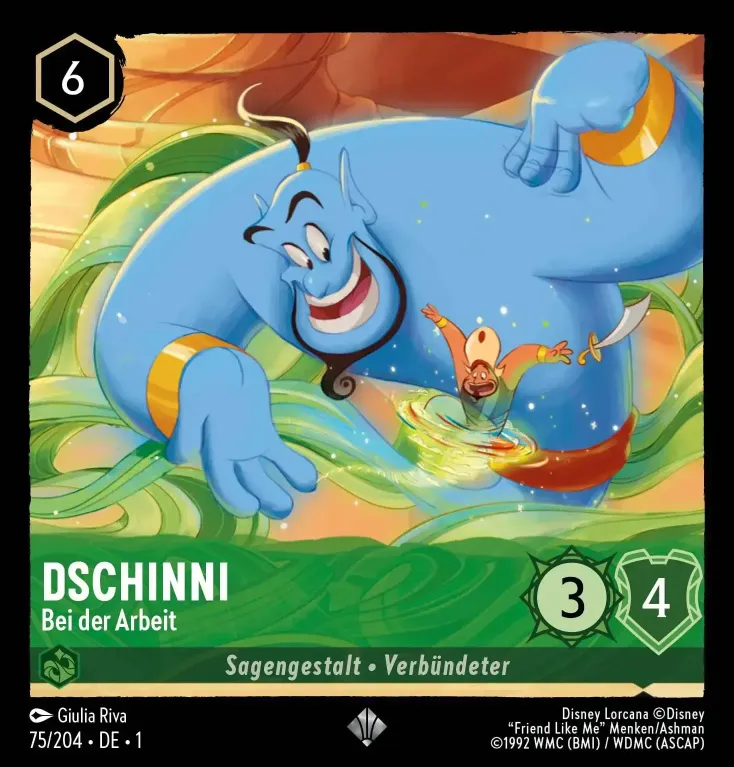 6
DSCHINNI
Bei der Arbeit
3
4
Sagengestalt • Verbündeter
Giulia Riva
75/204 • DE • 1
Disney Lorcana ©Disney
“Friend Like Me” Menken/Ashman
©1992 WMC (BMI) / WDMC (ASCAP)